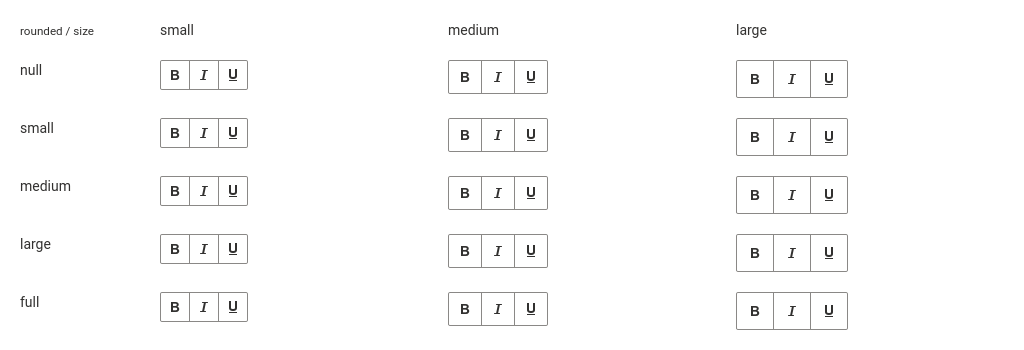 rounded / size small medium large
null B I U B I U B I U
small B I U B I U B I U
medium B I U B I U B I U
large B I U B I U B I U
full B I U B I U B I U